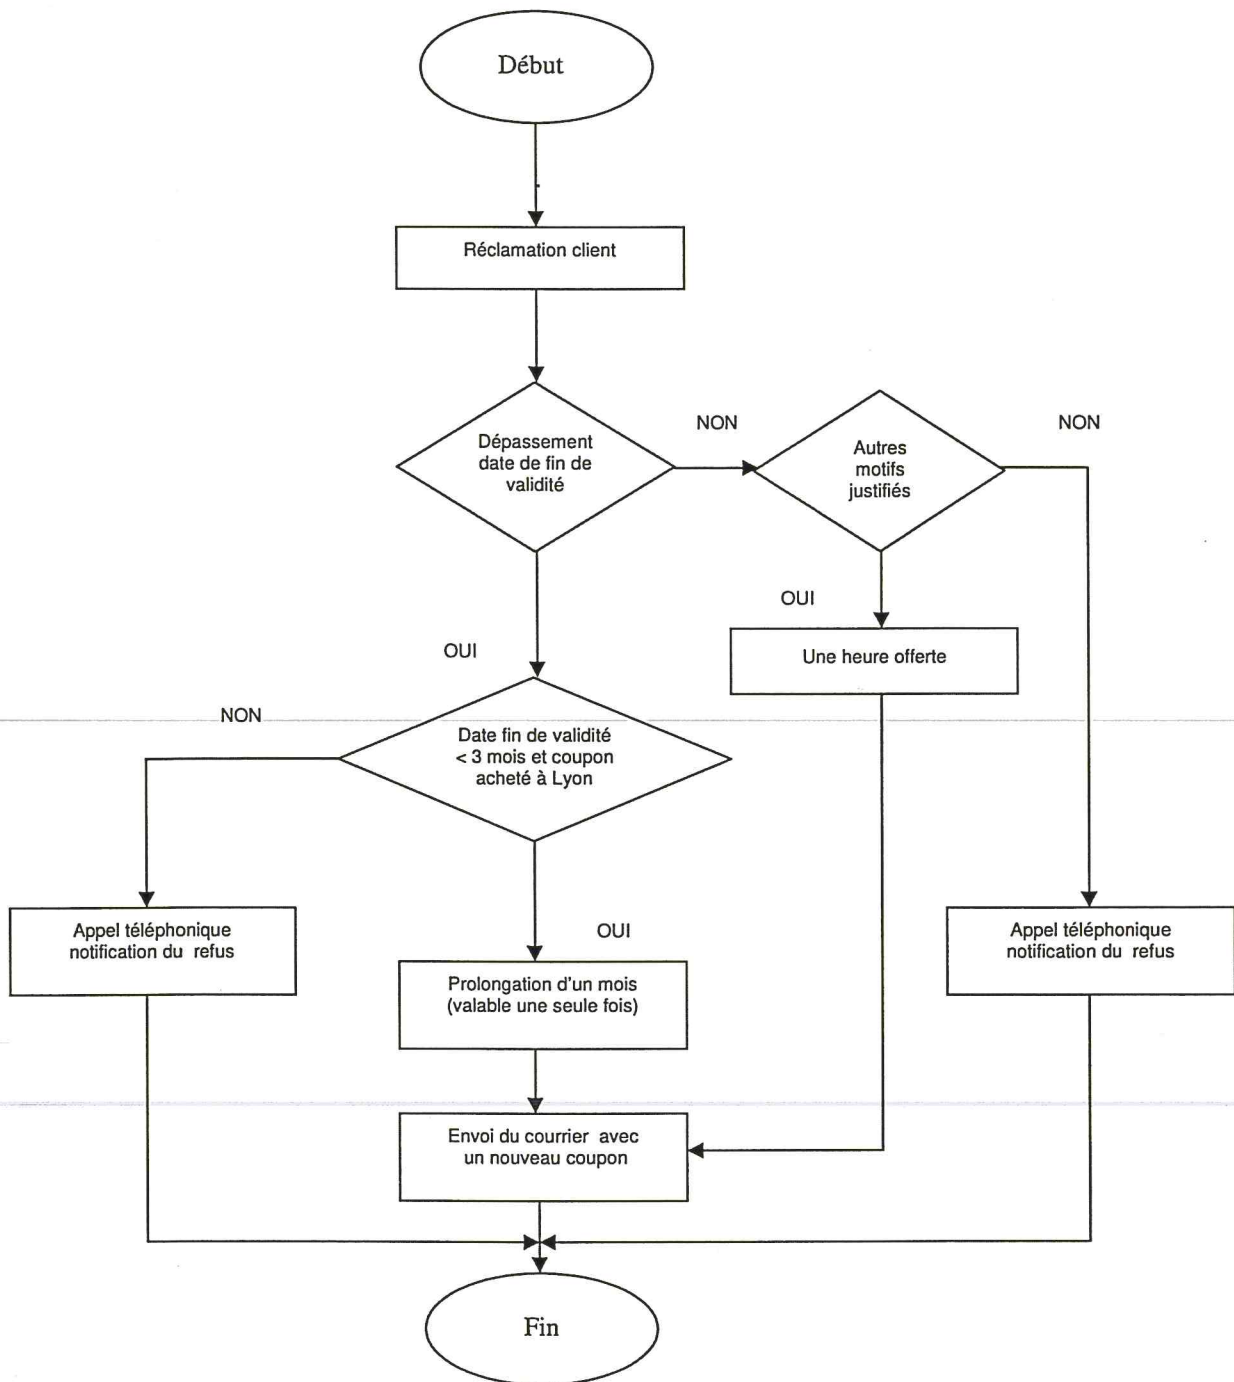 Début
Réclamation client
Dépassement
date de fin de
validité
NON
Autres
motifs
justifiés
NON
OUI
Une heure offerte
OUI
NON
Date fin de validité
< 3 mois et coupon
acheté à Lyon
Appel téléphonique
notification du refus
OUI
Prolongation d'un mois
(valable une seule fois)
Appel téléphonique
notification du refus
Envoi du courrier avec
un nouveau coupon
Fin